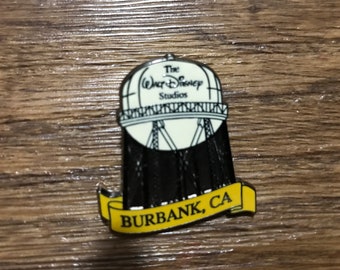 The
WALT DISNEY
Studios
BURBANK, CA